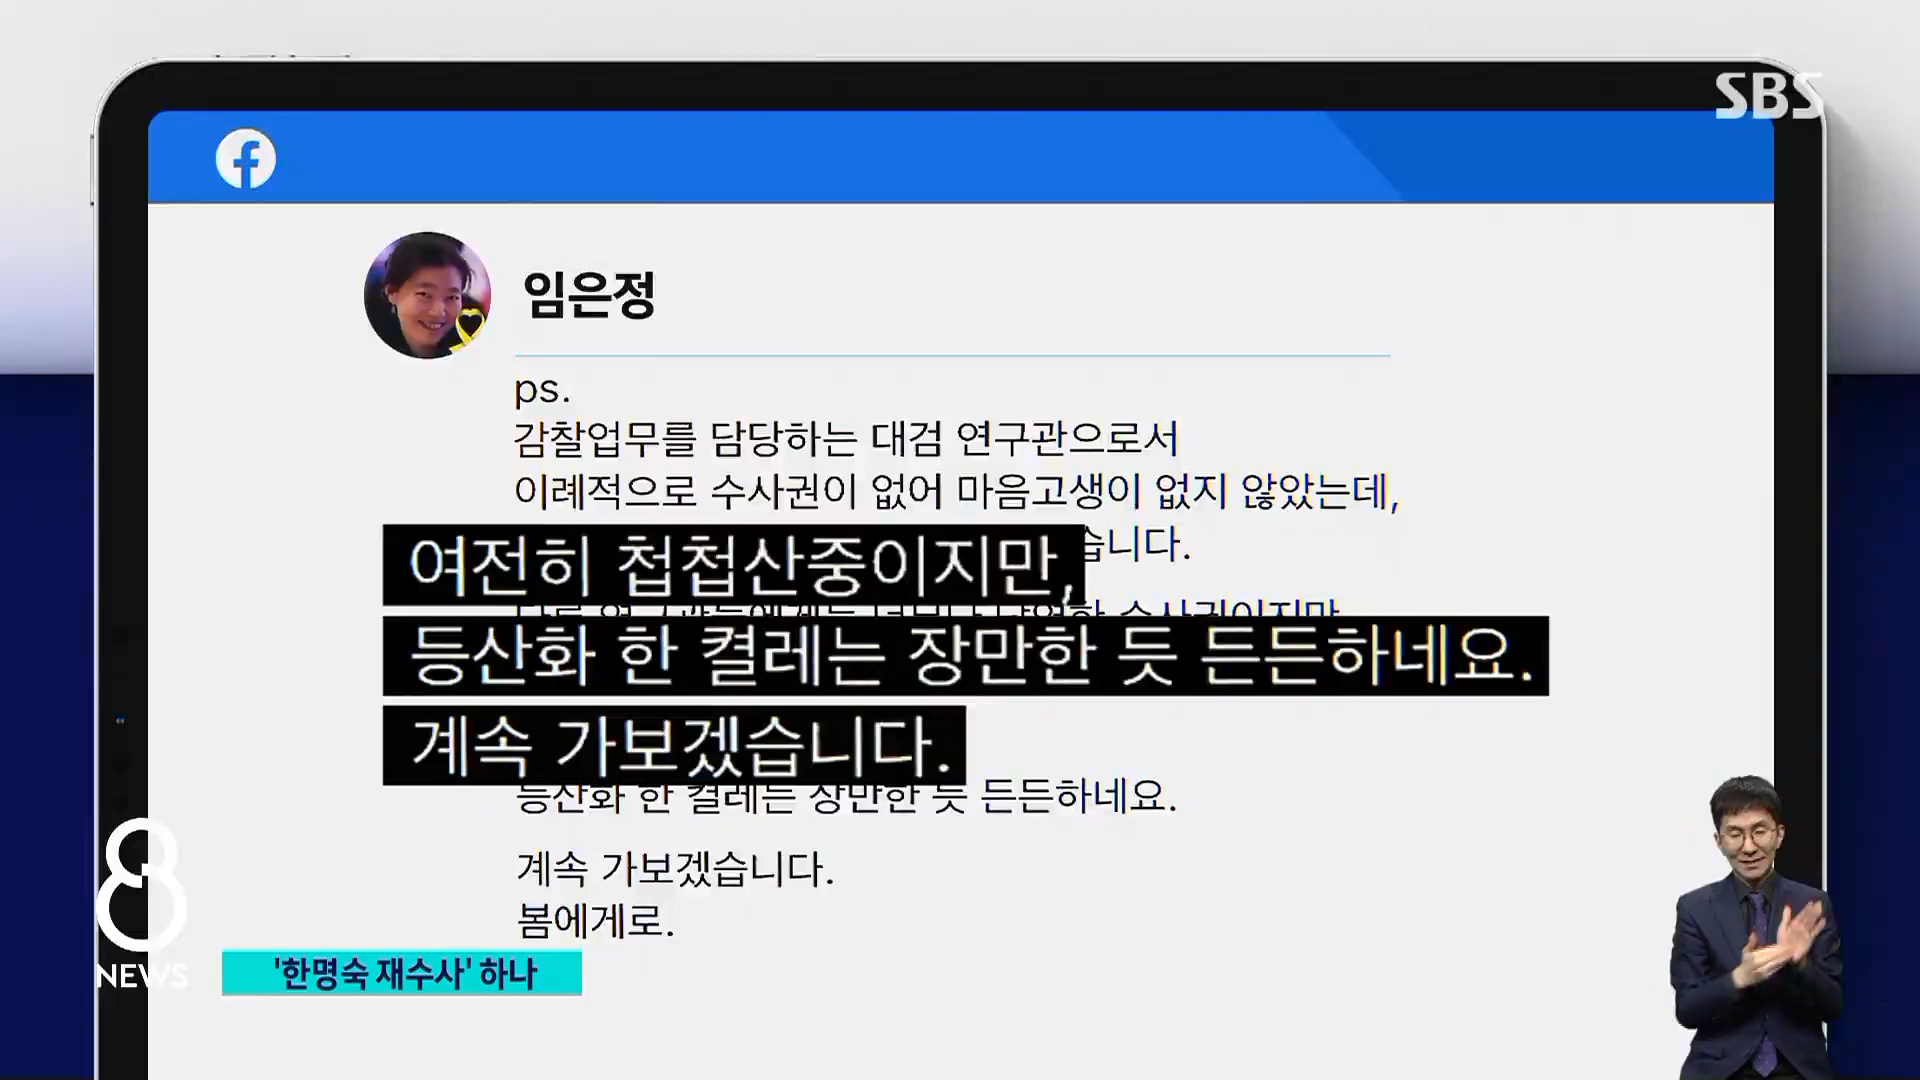 SBS
임은정
ps.
감찰업무를 담당하는 대검 연구관으로서
이례적으로 수사권이 없어 마음고생이 없지 않았는데,
습니다.
여전히 첩첩산중이지만,
수사권이지만
등산화 한 켤레는 장만한 듯 든든하네요.
계속 가보겠습니다.
등산화 한 켤레는 장만한 듯 든든하네요.
계속 가보겠습니다.
봄에게로.
8
NEWS
'한명숙 재수사' 하나